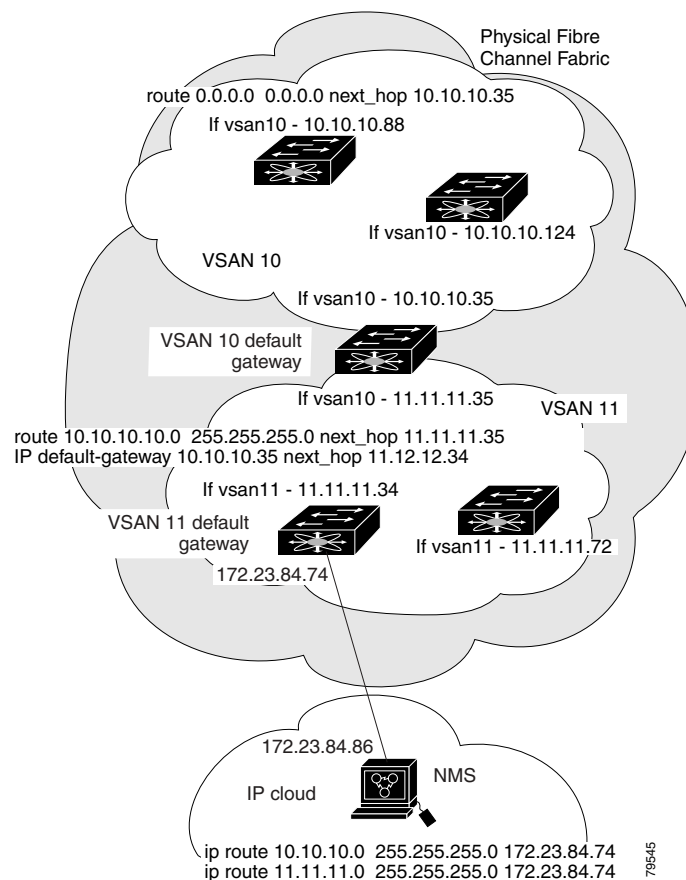 Physical Fibre
Channel Fabric
route 0.0.0.0 0.0.0.0 next_hop 10.10.10.35
If vsan10 - 10.10.10.88
If vsan10 - 10.10.10.124
VSAN 10
If vsan10 - 10.10.10.35
VSAN 10 default
gateway
If vsan10 - 11.11.11.35
VSAN 11
route 10.10.10.10.0 255.255.255.0 next_hop 11.11.11.35
IP default-gateway 10.10.10.35 next_hop 11.12.12.34
If vsan11 - 11.11.11.34
VSAN 11 default
gateway
If vsan11 - 11.11.11.72
172.23.84.74
172.23.84.86
NMS
IP cloud
ip route 10.10.10.0 255.255.255.0 172.23.84.74
ip route 11.11.11.0 255.255.255.0 172.23.84.74
79545